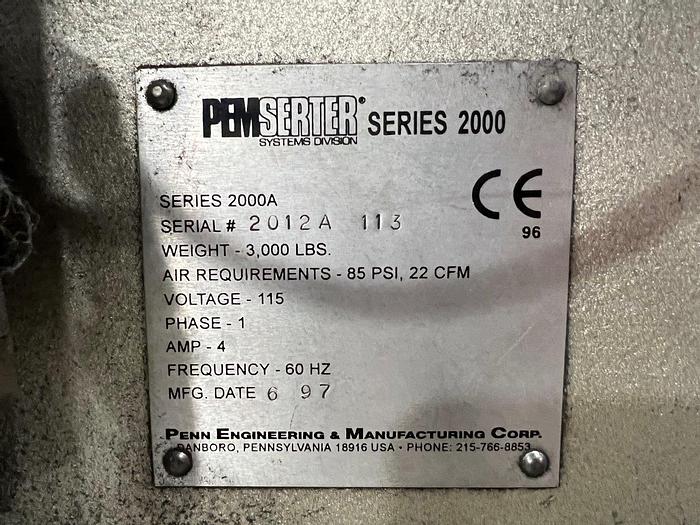 PEMSERTER® SERIES 2000
SYSTEMS DIVISION
CE
96
SERIES 2000A
SERIAL # 2012A 113
WEIGHT - 3,000 LBS.
AIR REQUIREMENTS - 85 PSI, 22 CFM
VOLTAGE - 115
PHASE - 1
AMP - 4
FREQUENCY - 60 HZ
MFG. DATE 6 97
PENN ENGINEERING & MANUFACTURING CORP.
DANBORO, PENNSYLVANIA 18916 USA • PHONE: 215-766-8853